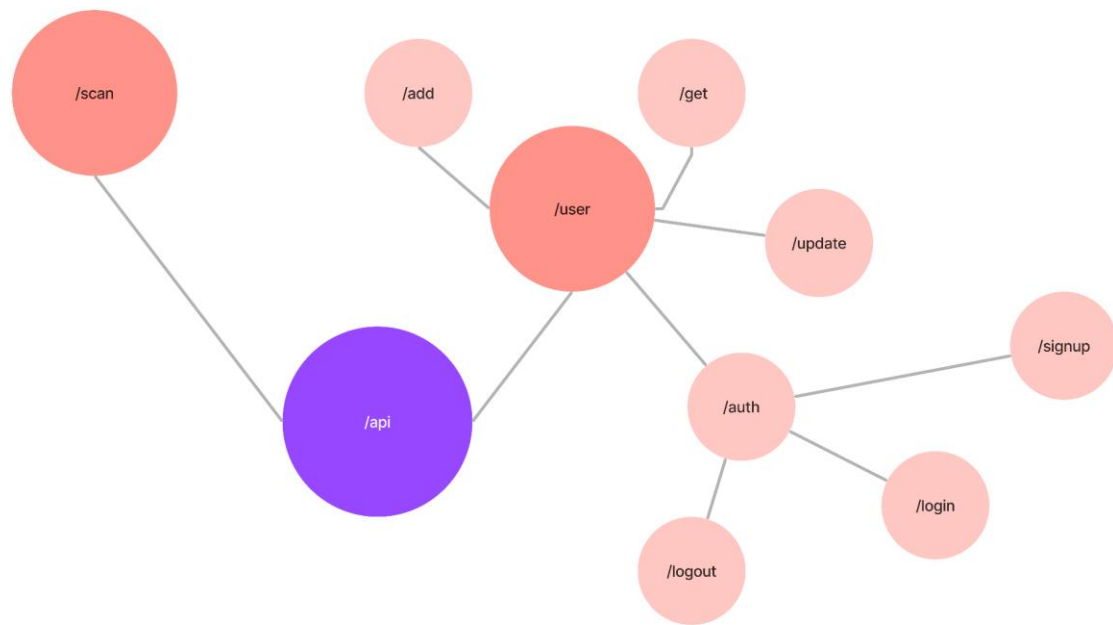 /scan
/add
/get
/user
/update
/signup
/auth
/api
/login
/logout